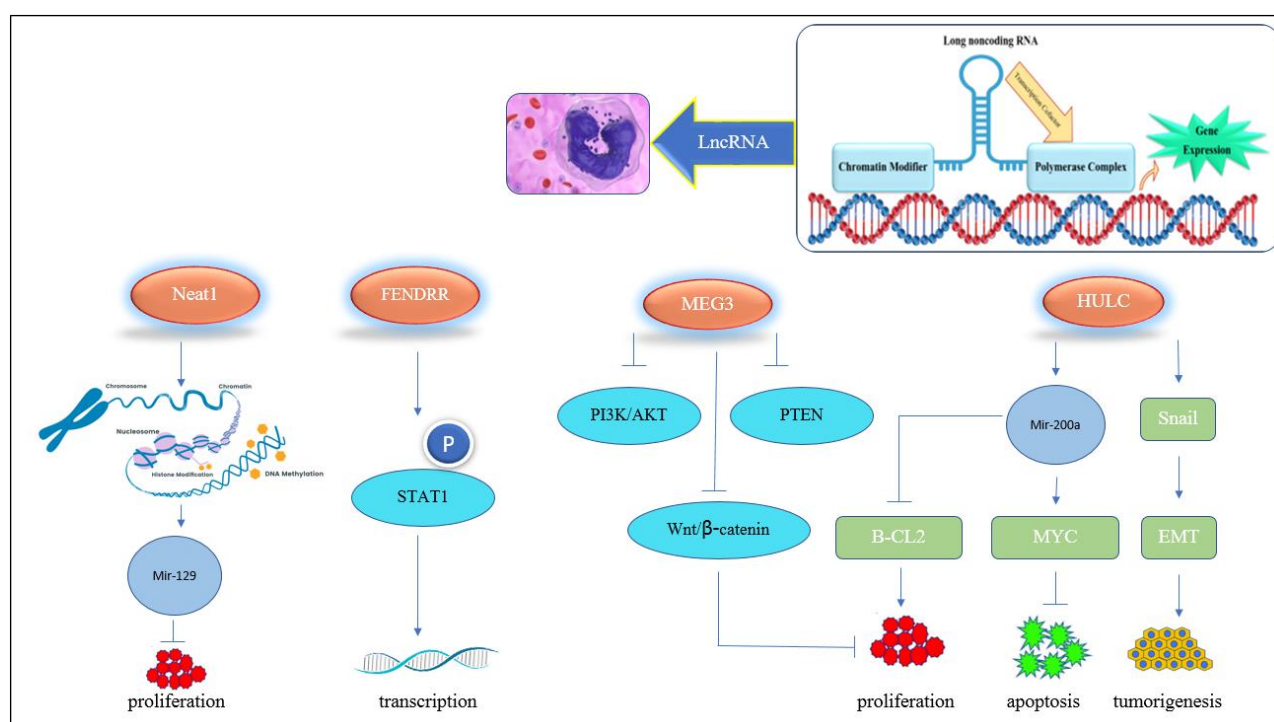 Long noncoding RNA
Transcription Cofactor
LncRNA
Gene
Expression
Chromatin Modifier
Polymerase Complex
Neat1
FENDRR
MEG3
HULC
Chromosome
Chromatin
Nucleosome
Histone Modification
DNA Methylation
P
STAT1
PI3K/AKT
PTEN
Mir-200a
Snail
Wnt/β-catenin
B-CL2
MYC
EMT
Mir-129
proliferation
transcription
proliferation
apoptosis
tumorigenesis